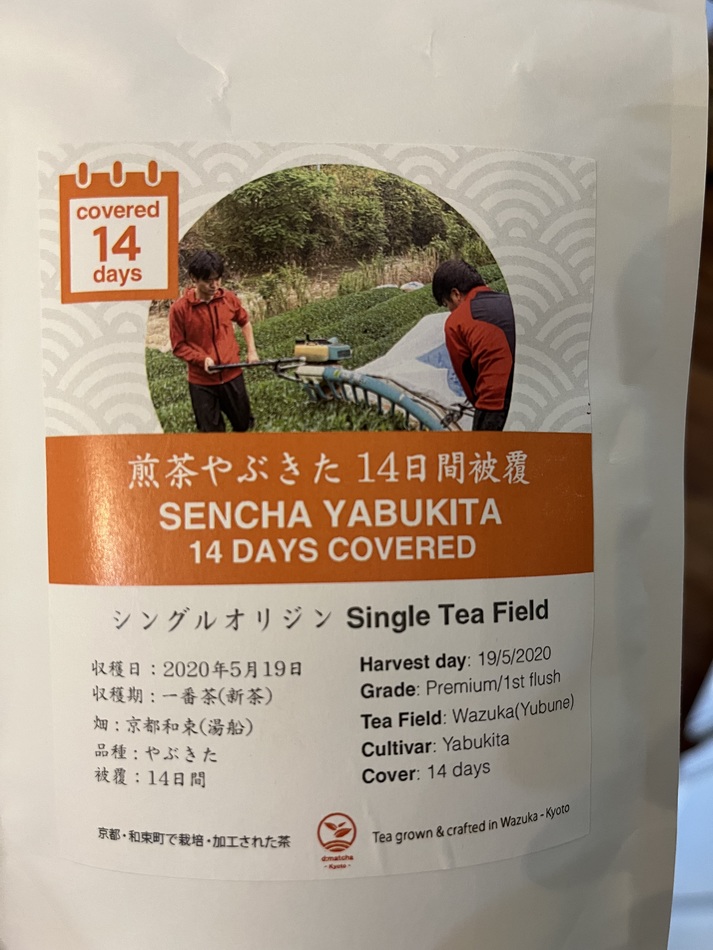 covered
14
days
煎茶やぶきた 14日間被覆
SENCHA YABUKITA
14 DAYS COVERED
シングルオリジン Single Tea Field
収穫日：2020年5月19日
収穫期：一番茶(新茶)
畑：京都和束(湯船)
品種：やぶきた
被覆：14日間
Harvest day: 19/5/2020
Grade: Premium/1st flush
Tea Field: Wazuka(Yubune)
Cultivar: Yabukita
Cover: 14 days
京都・和束町で栽培・加工された茶
d:matcha
- Kyoto -
Tea grown & crafted in Wazuka - Kyoto